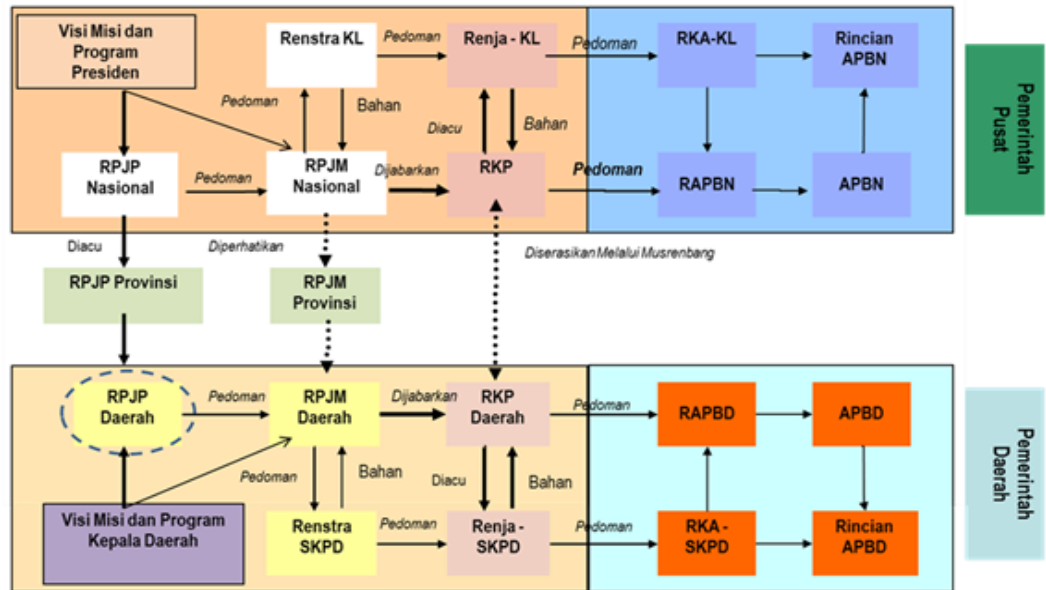 Visi Misi dan
Program
Presiden
Renstra KL
Pedoman
Renja - KL
Pedoman
RKA-KL
Rincian
APBN
Pedoman
Bahan
Diacu
Bahan
RPJP
Nasional
Pedoman
RPJM
Nasional
Dijabarkan
RKP
Pedoman
RAPBN
APBN
Pemerintah
Pusat
Diacu
Diperhatikan
Diserasikan Melalui Musrenbang
RPJP Provinsi
RPJM
Provinsi
RPJP
Daerah
Pedoman
RPJM
Daerah
Dijabarkan
RKP
Daerah
Pedoman
RAPBD
APBD
Pedoman
Bahan
Diacu
Bahan
Visi Misi dan Program
Kepala Daerah
Renstra
SKPD
Pedoman
Renja -
SKPD
Pedoman
RKA -
SKPD
Rincian
APBD
Pemerintah
Daerah